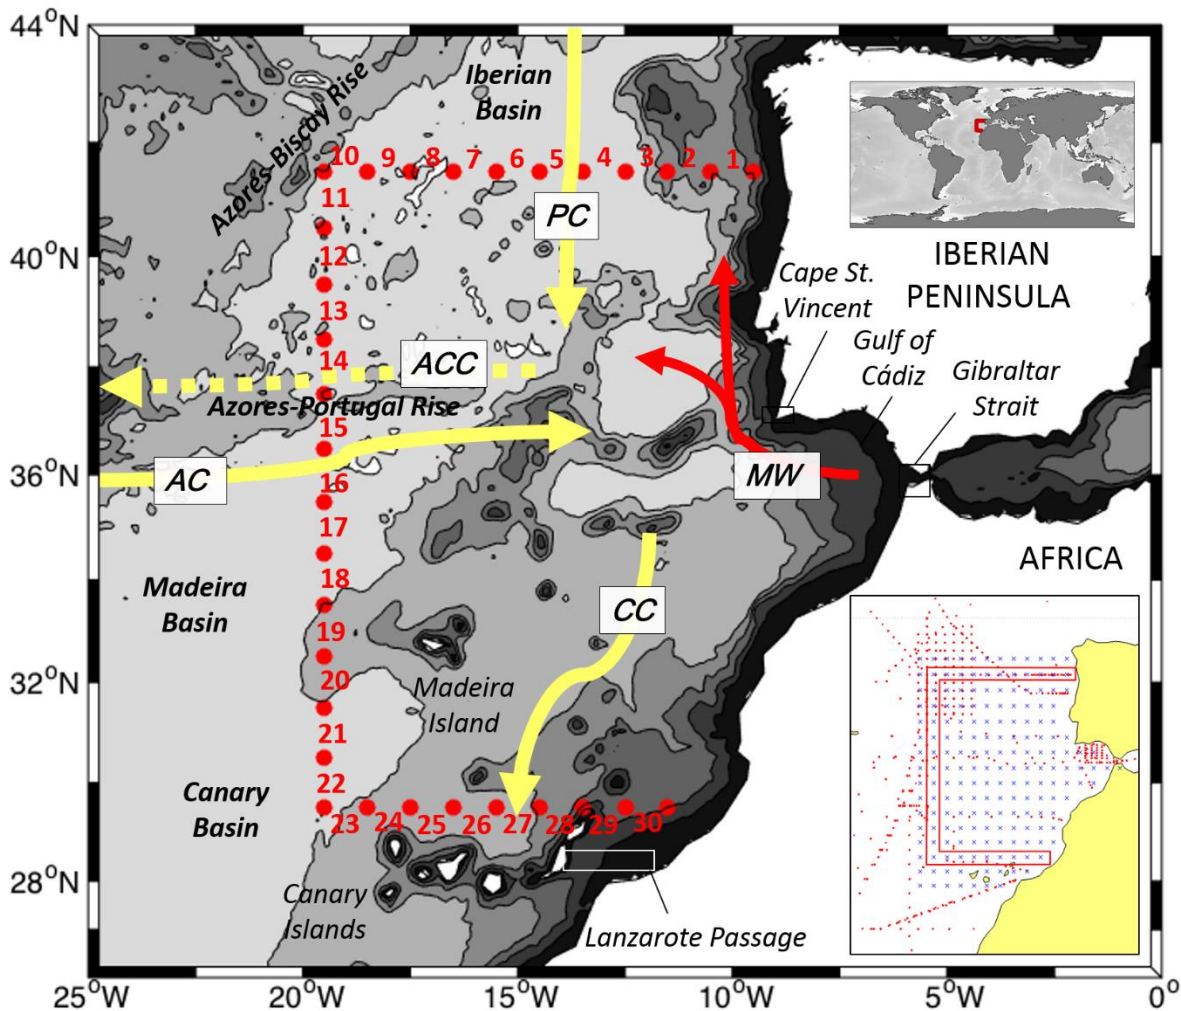 44°N
40°N
36°N
32°N
28°N
25°W
20°W
15°W
10°W
5°W
0°
Iberian
Basin
Azores-Biscay Rise
10 9 8 7 6 5 4 3 2 1
11
12
13
14
15
16
17
18
19
20
21
22
23 24 25 26 27 28 29 30
PC
ACC
Azores-Portugal Rise
AC
MW
CC
Cape St.
Vincent
IBERIAN
PENINSULA
Gulf of
Cádiz
Gibraltar
Strait
AFRICA
Madeira
Basin
Madeira
Island
Canary
Basin
Canary
Islands
Lanzarote Passage